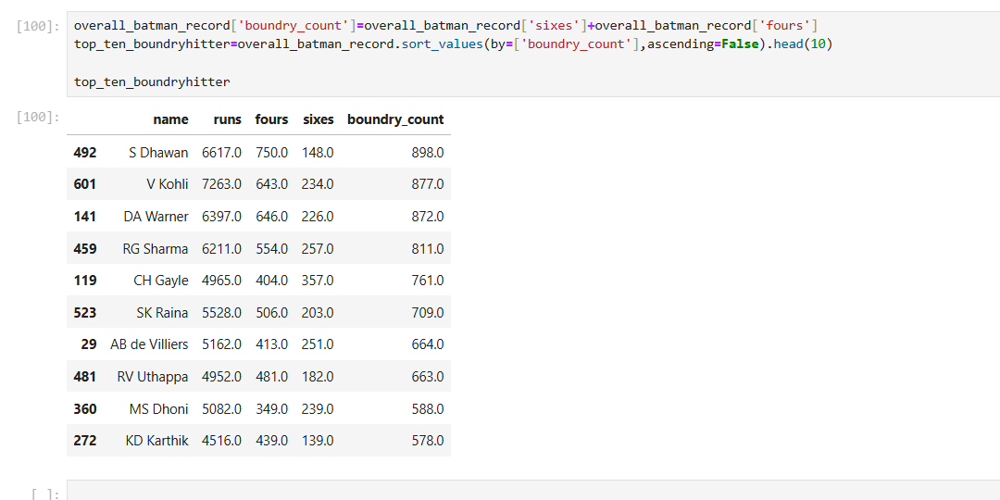 [100]: overall_batman_record['boundry_count']=overall_batman_record['sixes']+overall_batman_record['fours']
top_ten_boundryhitter=overall_batman_record.sort_values(by=['boundry_count'],ascending=False).head(10)
top_ten_boundryhitter
[100]: name runs fours sixes boundry_count
492 S Dhawan 6617.0 750.0 148.0 898.0
601 V Kohli 7263.0 643.0 234.0 877.0
141 DA Warner 6397.0 646.0 226.0 872.0
459 RG Sharma 6211.0 554.0 257.0 811.0
119 CH Gayle 4965.0 404.0 357.0 761.0
523 SK Raina 5528.0 506.0 203.0 709.0
29 AB de Villiers 5162.0 413.0 251.0 664.0
481 RV Uthappa 4952.0 481.0 182.0 663.0
360 MS Dhoni 5082.0 349.0 239.0 588.0
272 KD Karthik 4516.0 439.0 139.0 578.0
[ ]: